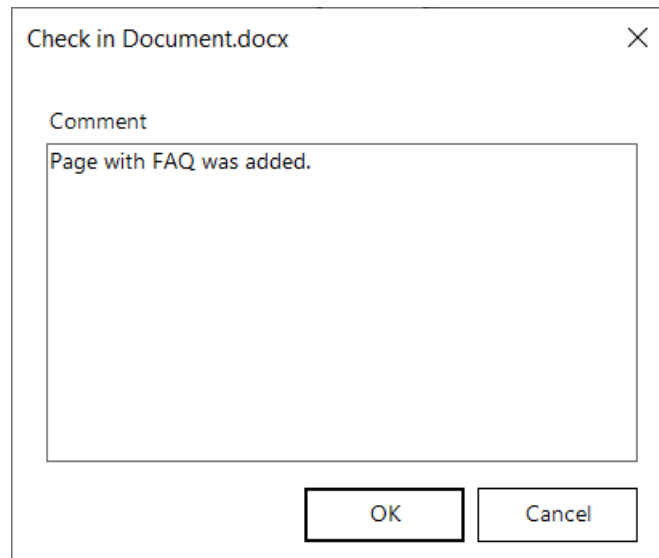 Check in Document.docx
Comment
Page with FAQ was added.
OK
Cancel